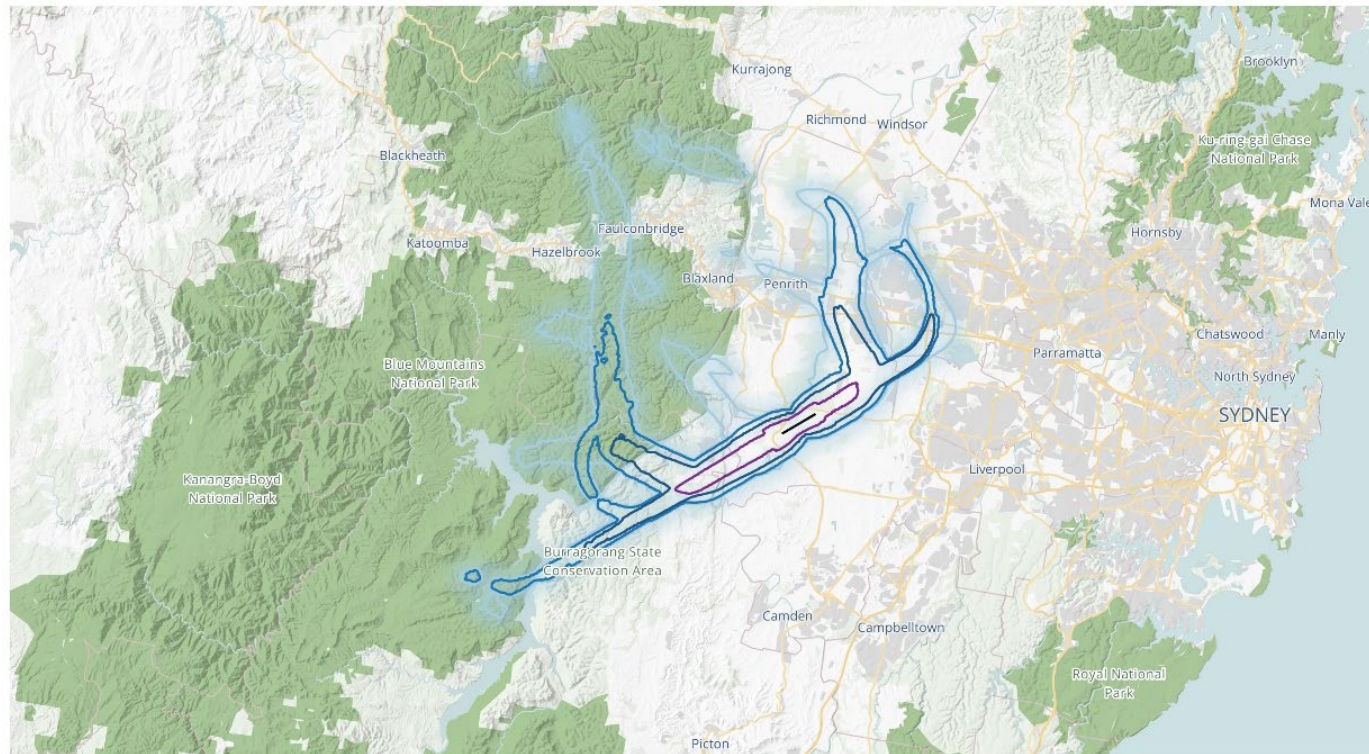 Kurrajong
Brooklyn
Richmond
Windsor
Ku-ring-gai Chase
National Park
Blackheath
Mona Vale
Katoomba
Hazelbrook
Faulconbridge
Hornsby
Blaxland
Penrith
Chatswood
Manly
Parramatta
Blue Mountains
National Park
North Sydney
SYDNEY
Liverpool
Kanangra-Boyd
National Park
Burragorang State
Conservation Area
Camden
Campbelltown
Royal National
Park
Picton